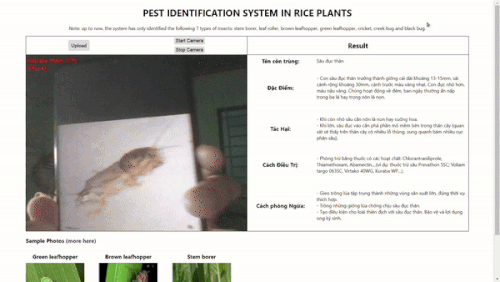 PEST IDENTIFICATION SYSTEM IN RICE PLANTS
Note: up to now, the system has only identified the following 7 types of insects: stem borer, leaf roller, brown leafhopper, green leafhopper, cricket, creek bug and black bug.
Upload
Start Camera
Stop Camera
Result
Tên côn trùng:
Sâu đục thân
Đặc Điểm:
- Con sâu đục thân trưởng thành giống cái dài khoảng 13-15mm, sải
cánh rộng khoảng 30mm, cánh trước màu vàng nhạt. Con đực nhỏ hơn,
màu nâu vàng. Chúng hoạt động về đêm, ban ngày thường ẩn nấp
trong bẹ lá hay trong nõn lá non.
Tác Hại:
- Khi còn nhỏ sâu cắn nõn lá non hay cuống hoa.
- Khi lớn, sâu đục vào cắn phá phần mô mềm bên trong thân cây (quan
sát sẽ thấy trên thân cây có nhiều lỗ thủng, xung quanh bám nhiều cục
phân sâu).
Cách Điều Trị:
- Phòng trừ bằng thuốc có các hoạt chất: Chlorantraniliprole,
Thiamethoxam, Abamectin,...(ví dụ thuốc trừ sâu Prevathon 5SC; Voliam
targo 063SC, Virtako 40WG, Kuraba WP...).
Cách phòng Ngừa:
- Gieo trồng lúa tập trung thành những vùng sản xuất lớn, đúng thời vụ
thích hợp.
- Trồng những giống lúa chống chịu sâu đục thân.
- Tạo điều kiện cho loài thiên địch với sâu đục thân. Bảo vệ và lợi dụng
ong ký sinh.
Sample Photos (more here)
Green leafhopper
Brown leafhopper
Stem borer